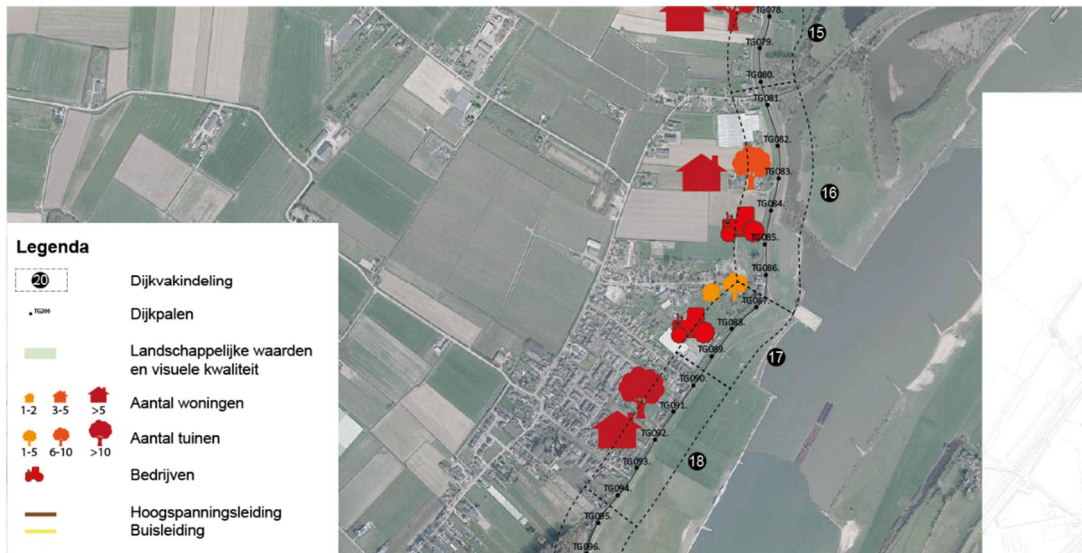 TG078.
15
TG079.
TG080.
TG081.
TG082.
TG083.
16
TG084.
TG085.
TG086.
TG087.
TG088.
17
TG089.
TG090.
TG091.
TG092.
18
TG093.
TG094.
TG095.
TG096.
Legenda
20 Dijkvakindeling
TG200 Dijkpalen
Landschappelijke waarden
en visuele kwaliteit
1-2 3-5 >5 Aantal woningen
1-5 6-10 >10 Aantal tuinen
Bedrijven
Hoogspanningsleiding
Buisleiding